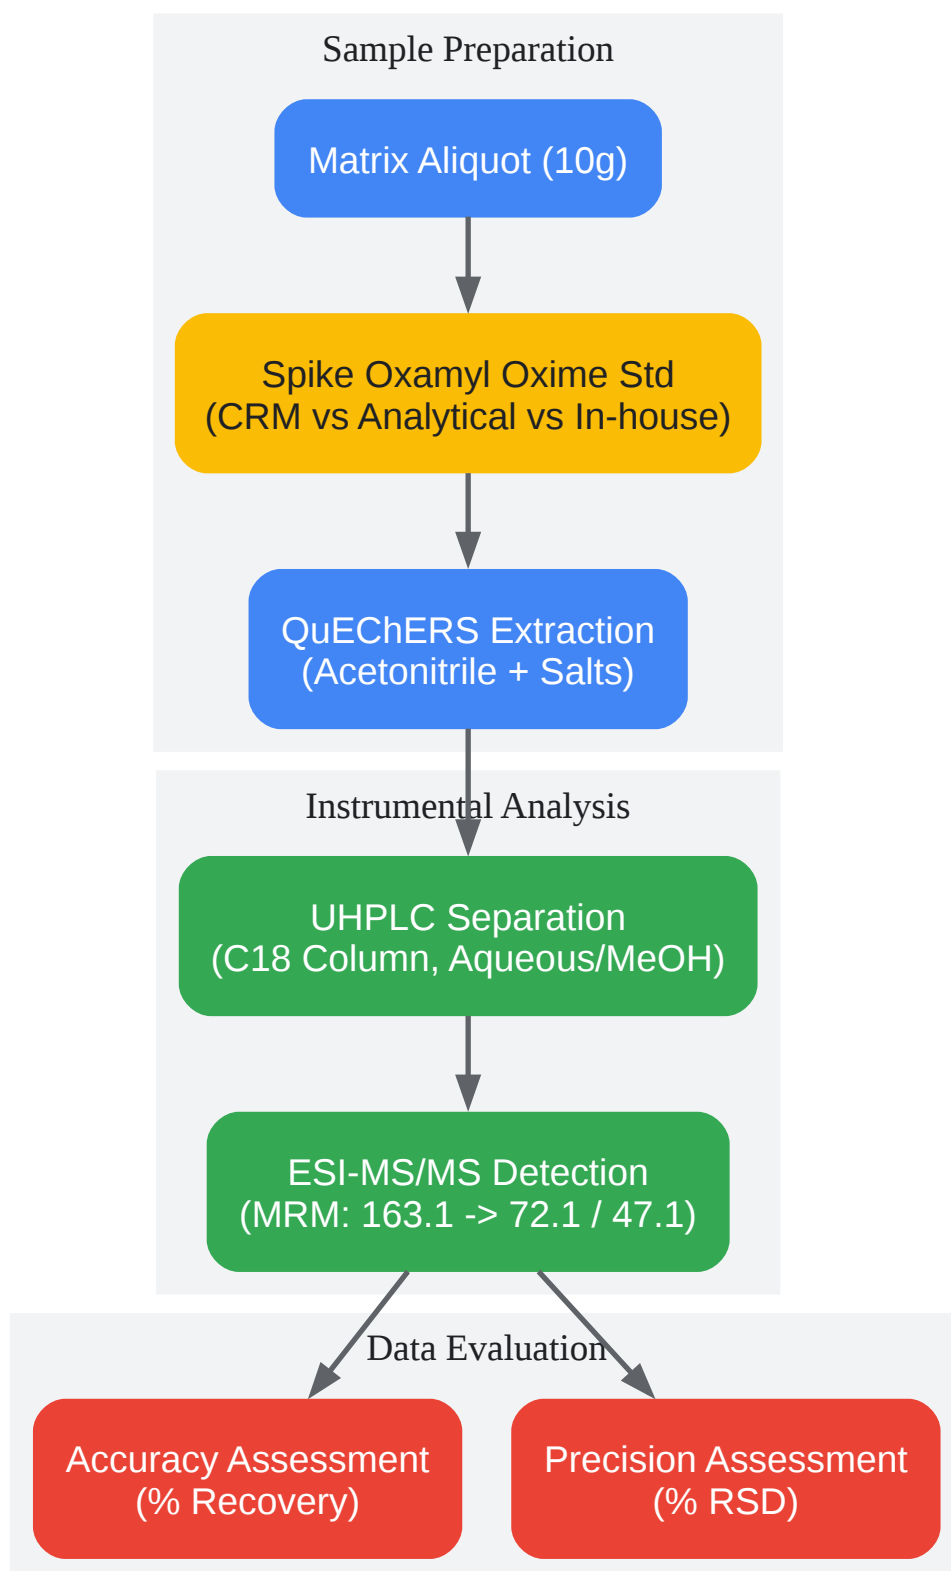 Sample Preparation
Matrix Aliquot (10g)
Spike Oxamyl Oxime Std
(CRM vs Analytical vs In-house)
QuEChERS Extraction
(Acetonitrile + Salts)
Instrumental Analysis
UHPLC Separation
(C18 Column, Aqueous/MeOH)
ESI-MS/MS Detection
(MRM: 163.1 -> 72.1 / 47.1)
Data Evaluation
Accuracy Assessment
(% Recovery)
Precision Assessment
(% RSD)